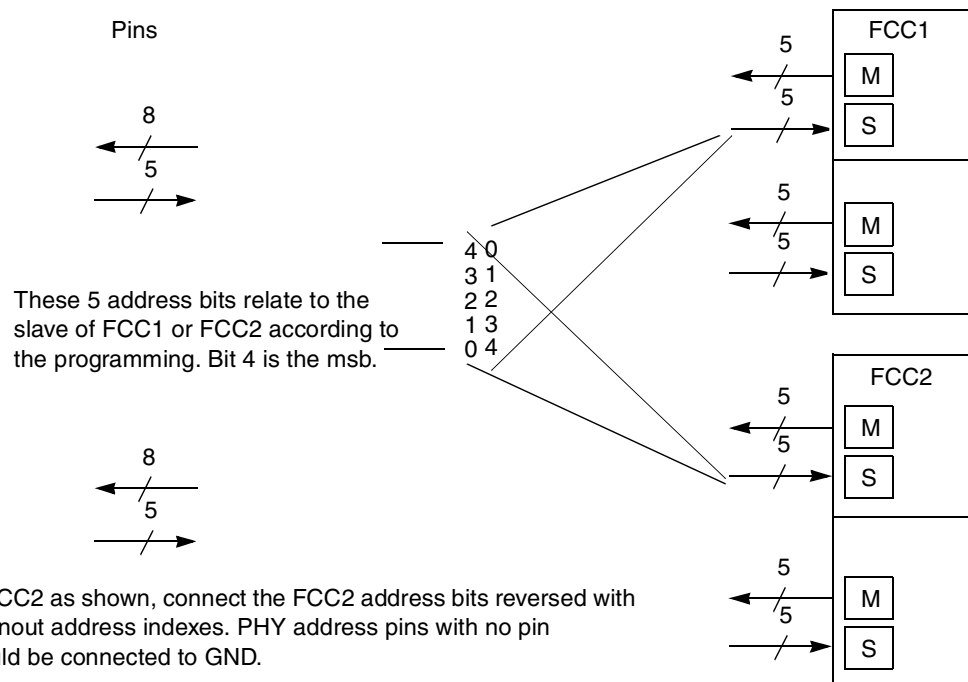 Pins
FCC1
5
M
5
S
8
5
5
M
5
S
4 0
3 1
2 2
1 3
0 4
These 5 address bits relate to the
slave of FCC1 or FCC2 according to
the programming. Bit 4 is the msb.
FCC2
5
M
5
S
8
5
5
M
5
S
CC2 as shown, connect the FCC2 address bits reversed with
nout address indexes. PHY address pins with no pin
uld be connected to GND.